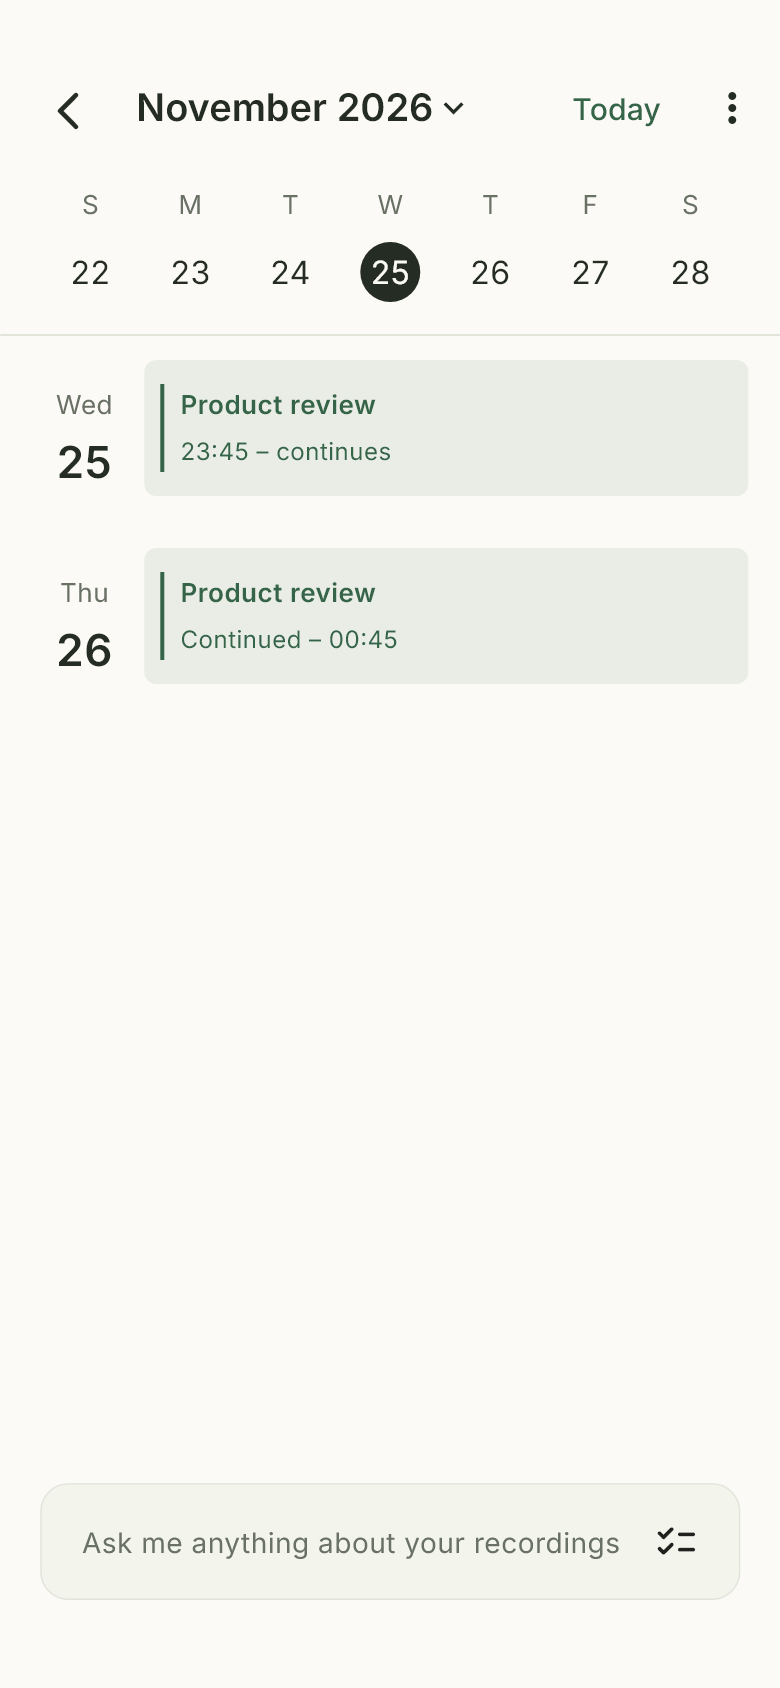 November 2026
Today
S M T W T F S
22 23 24 25 26 27 28
Wed
25
Product review
23:45 – continues
Thu
26
Product review
Continued – 00:45
Ask me anything about your recordings